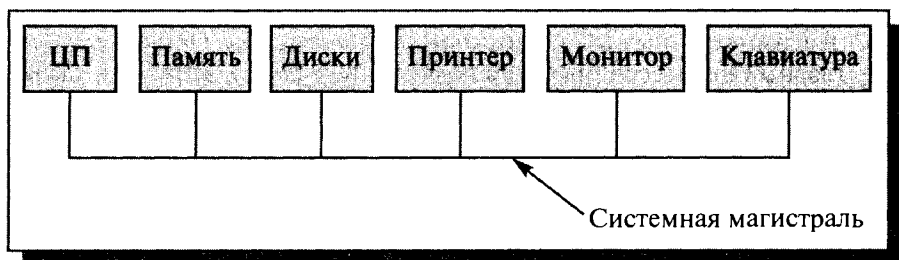 ЦП Память Диски Принтер Монитор Клавиатура
Системная магистраль